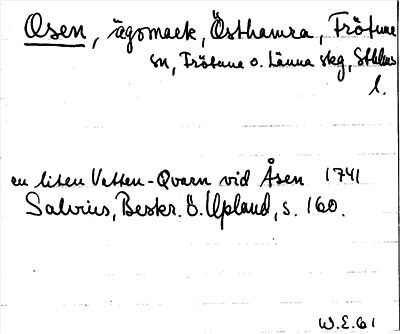 Osen, ägomark, Östhamra, Frötuna
sn, Frötuna o. Länna skg, Sthlms
l.
en liten Vatten-Qvarn vid Åsen 1741
Salvius, Beskr. ö. Upland, s. 160.
W.E. 61